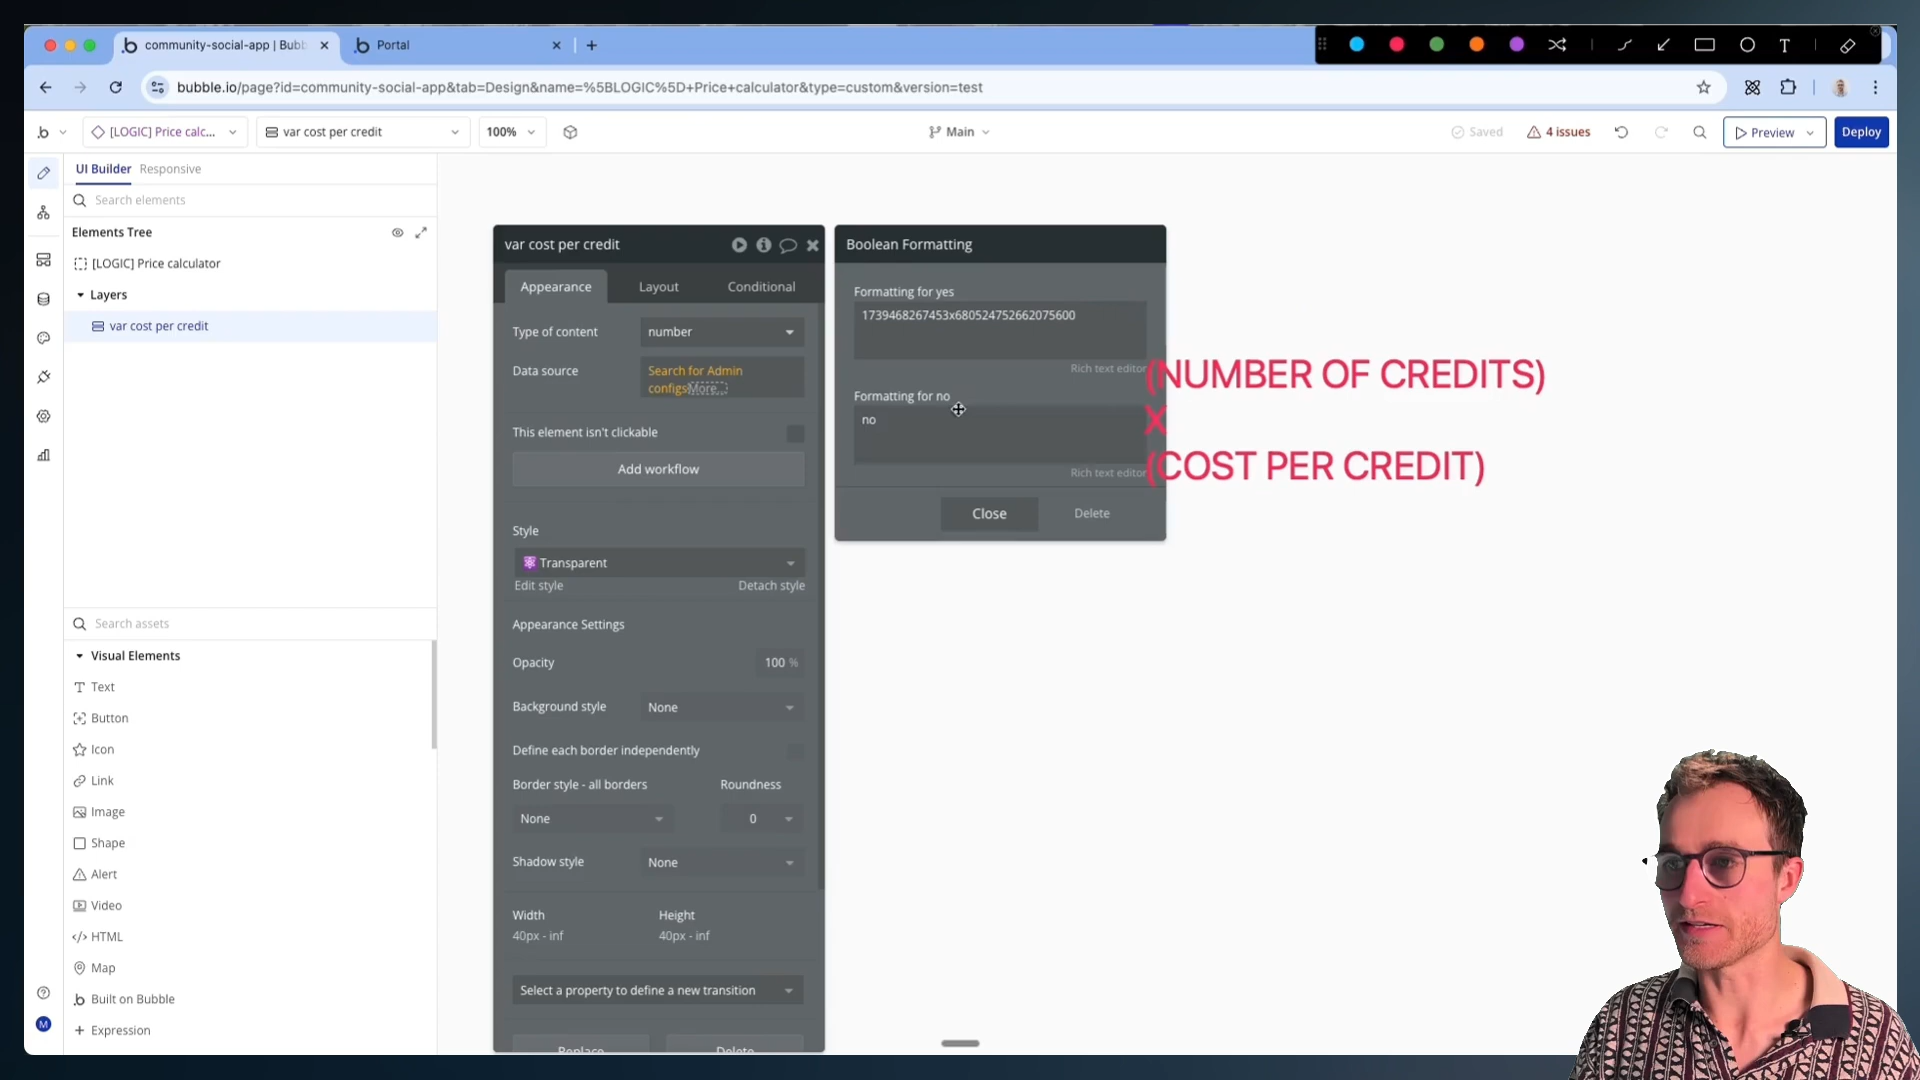 community-social-app | Bubb
Portal
bubble.io/page?id=community-social-app&tab=Design&name=%5BLOGIC%5D+Price+calculator&type=custom&version=test
[LOGIC] Price calc...
var cost per credit
100%
Main
Saved
4 issues
Preview
Deploy
UI Builder
Responsive
Search elements
Elements Tree
[LOGIC] Price calculator
Layers
var cost per credit
Search assets
Visual Elements
Text
Button
Icon
Link
Image
Shape
Alert
Video
</> HTML
Map
Built on Bubble
Expression
M
var cost per credit
Appearance
Layout
Conditional
Type of content
number
Data source
Search for Admin
configs More...
This element isn't clickable
Add workflow
Style
Transparent
Edit style
Detach style
Appearance Settings
Opacity
100 %
Background style
None
Define each border independently
Border style - all borders
Roundness
None
0
Shadow style
None
Width
Height
40px - inf
40px - inf
Select a property to define a new transition
Replace
Delete
Boolean Formatting
Formatting for yes
1739468267453x680524752662075600
Rich text editor
Formatting for no
no
Rich text editor
Close
Delete
(NUMBER OF CREDITS)
X
(COST PER CREDIT)